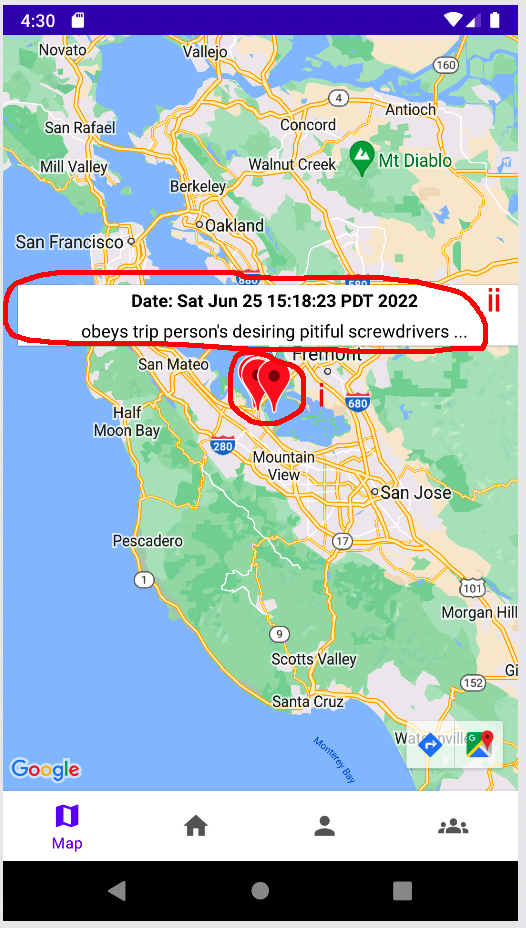 4:30
Novato
Vallejo
160
4
Antioch
San Rafael
Concord
Mill Valley
Walnut Creek
Mt Diablo
Berkeley
Oakland
San Francisco
880
580
Date: Sat Jun 25 15:18:23 PDT 2022
ii
obeys trip person's desiring pitiful screwdrivers ...
Fremont
San Mateo
i
680
Half
Moon Bay
280
Mountain
View
San Jose
Pescadero
17
1
101
Morgan Hill
9
Scotts Valley
152
Gi
Santa Cruz
Watsonville
Monterey
Bay
Google
Map